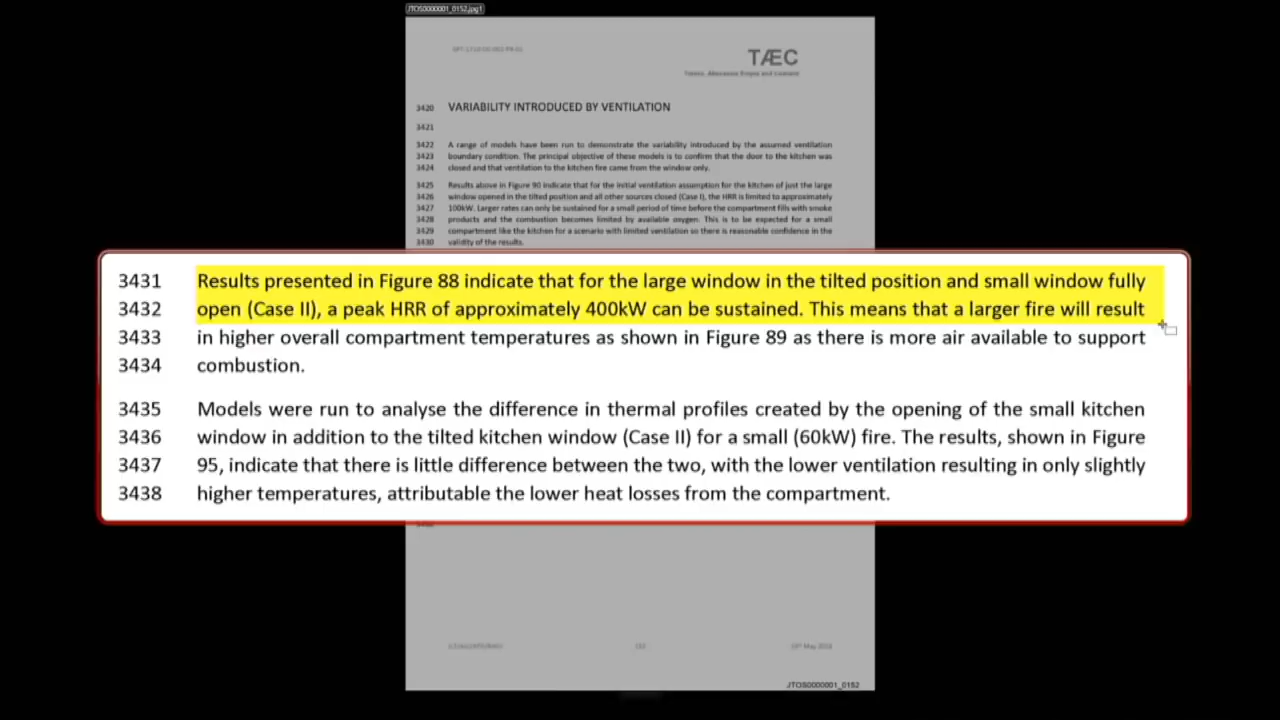 JTOS0000001_0152.jpg1
TÆC
3420 VARIABILITY INTRODUCED BY VENTILATION
3421
3422 A range of models have been run to demonstrate the variability introduced by the assumed ventilation
3423 boundary condition. The principal objective of these models is to confirm that the door to the kitchen was
3424 closed and that ventilation to the kitchen fire came from the window only.
3425 Results above in Figure 90 indicate that for the initial ventilation assumption for the kitchen of just the large
3426 window opened in the tilted position and all other sources closed (Case I), the HRR is limited to approximately
3427 100kW. Larger rates can only be sustained for a small period of time before the compartment fills with smoke
3428 products and the combustion becomes limited by available oxygen. This is to be expected for a small
3429 compartment like the kitchen for a scenario with limited ventilation so there is reasonable confidence in the
3430 validity of the results.
3431 Results presented in Figure 88 indicate that for the large window in the tilted position and small window fully
3432 open (Case II), a peak HRR of approximately 400kW can be sustained. This means that a larger fire will result
3433 in higher overall compartment temperatures as shown in Figure 89 as there is more air available to support
3434 combustion.
3435 Models were run to analyse the difference in thermal profiles created by the opening of the small kitchen
3436 window in addition to the tilted kitchen window (Case II) for a small (60kW) fire. The results, shown in Figure
3437 95, indicate that there is little difference between the two, with the lower ventilation resulting in only slightly
3438 higher temperatures, attributable the lower heat losses from the compartment.
JTOS0000001_0152